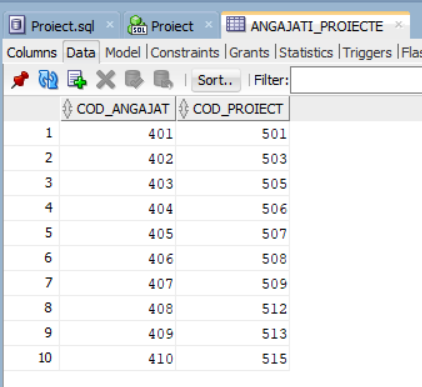 Proiect.sql Proiect ANGAJATI_PROIECTE
Columns Data Model Constraints Grants Statistics Triggers Flas
Sort.. Filter:
COD_ANGAJAT COD_PROIECT
1 401 501
2 402 503
3 403 505
4 404 506
5 405 507
6 406 508
7 407 509
8 408 512
9 409 513
10 410 515